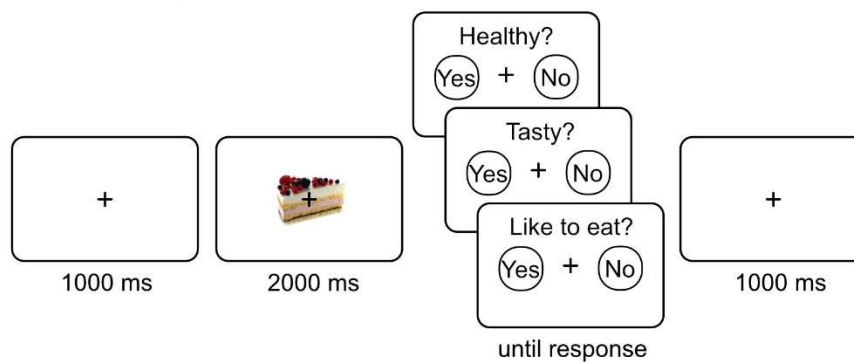 Healthy?
Yes + No
Tasty?
Yes + No
Like to eat?
Yes + No
+
1000 ms
+
2000 ms
until response
+
1000 ms